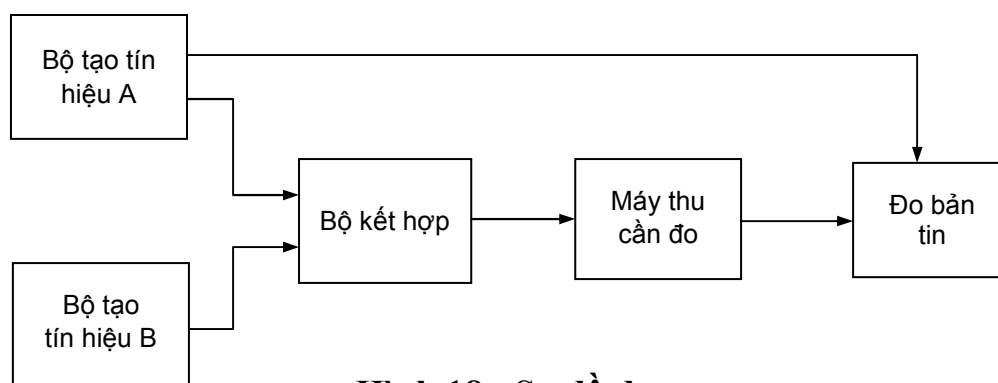 Bộ tạo tín
hiệu A
Bộ kết hợp
Máy thu
cần đo
Đo bản
tin
Bộ tạo
tín hiệu B